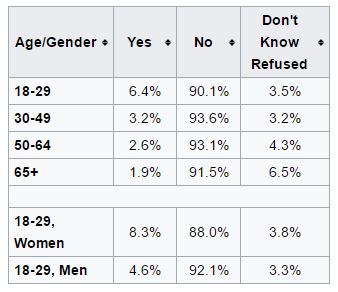 Age/Gender Yes No Don't Know Refused
18-29 6.4% 90.1% 3.5%
30-49 3.2% 93.6% 3.2%
50-64 2.6% 93.1% 4.3%
65+ 1.9% 91.5% 6.5%
18-29, Women 8.3% 88.0% 3.8%
18-29, Men 4.6% 92.1% 3.3%